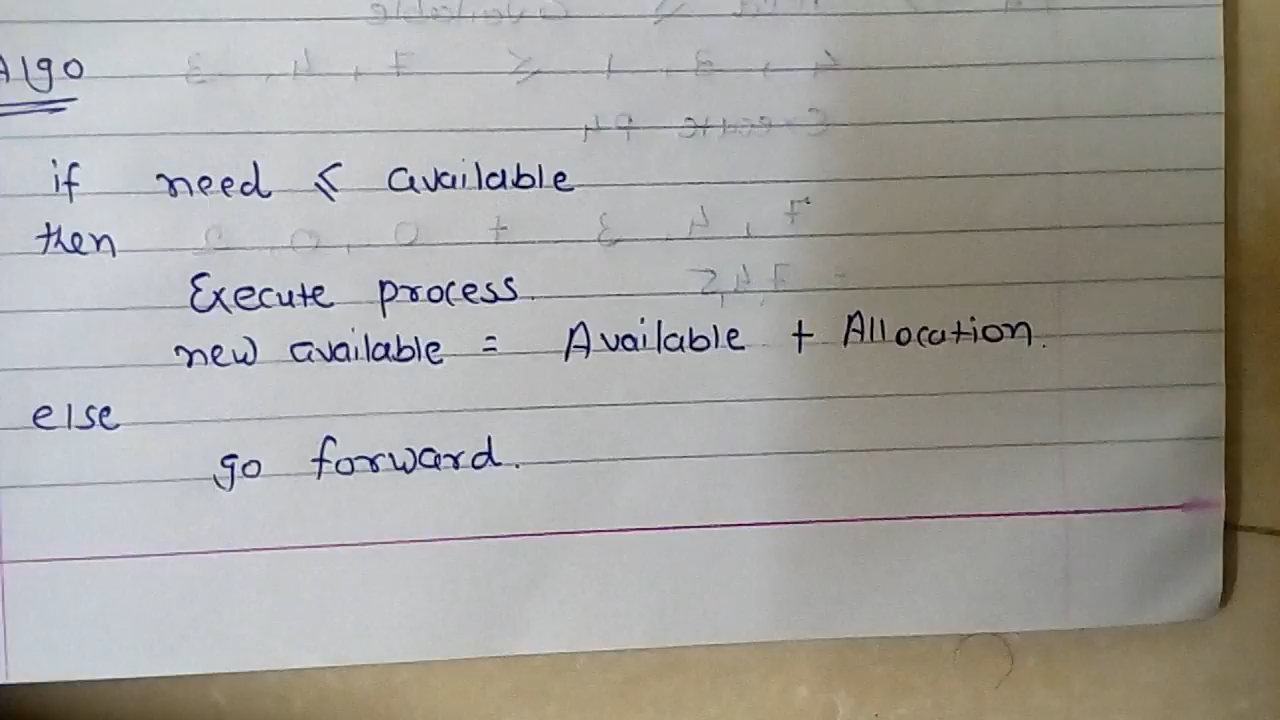 Algo
if need ≤ available
then
Execute process.
new available = Available + Allocation.
else
go forward.